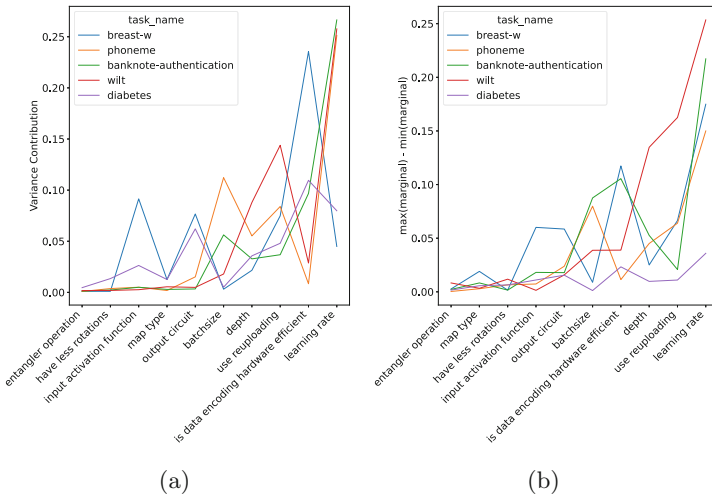 task_name
breast-w
phoneme
banknote-authentication
wilt
diabetes
0.25
0.20
0.15
0.10
0.05
0.00
Variance Contribution
entangler operation
have less rotations
input activation function
map type
output circuit
batchsize
depth
use reuploading
is data encoding hardware efficient
learning rate
(a)
task_name
breast-w
phoneme
banknote-authentication
wilt
diabetes
0.25
0.20
0.15
0.10
0.05
0.00
max(marginal) - min(marginal)
entangler operation
map type
have less rotations
input activation function
output circuit
batchsize
is data encoding hardware efficient
depth
use reuploading
learning rate
(b)